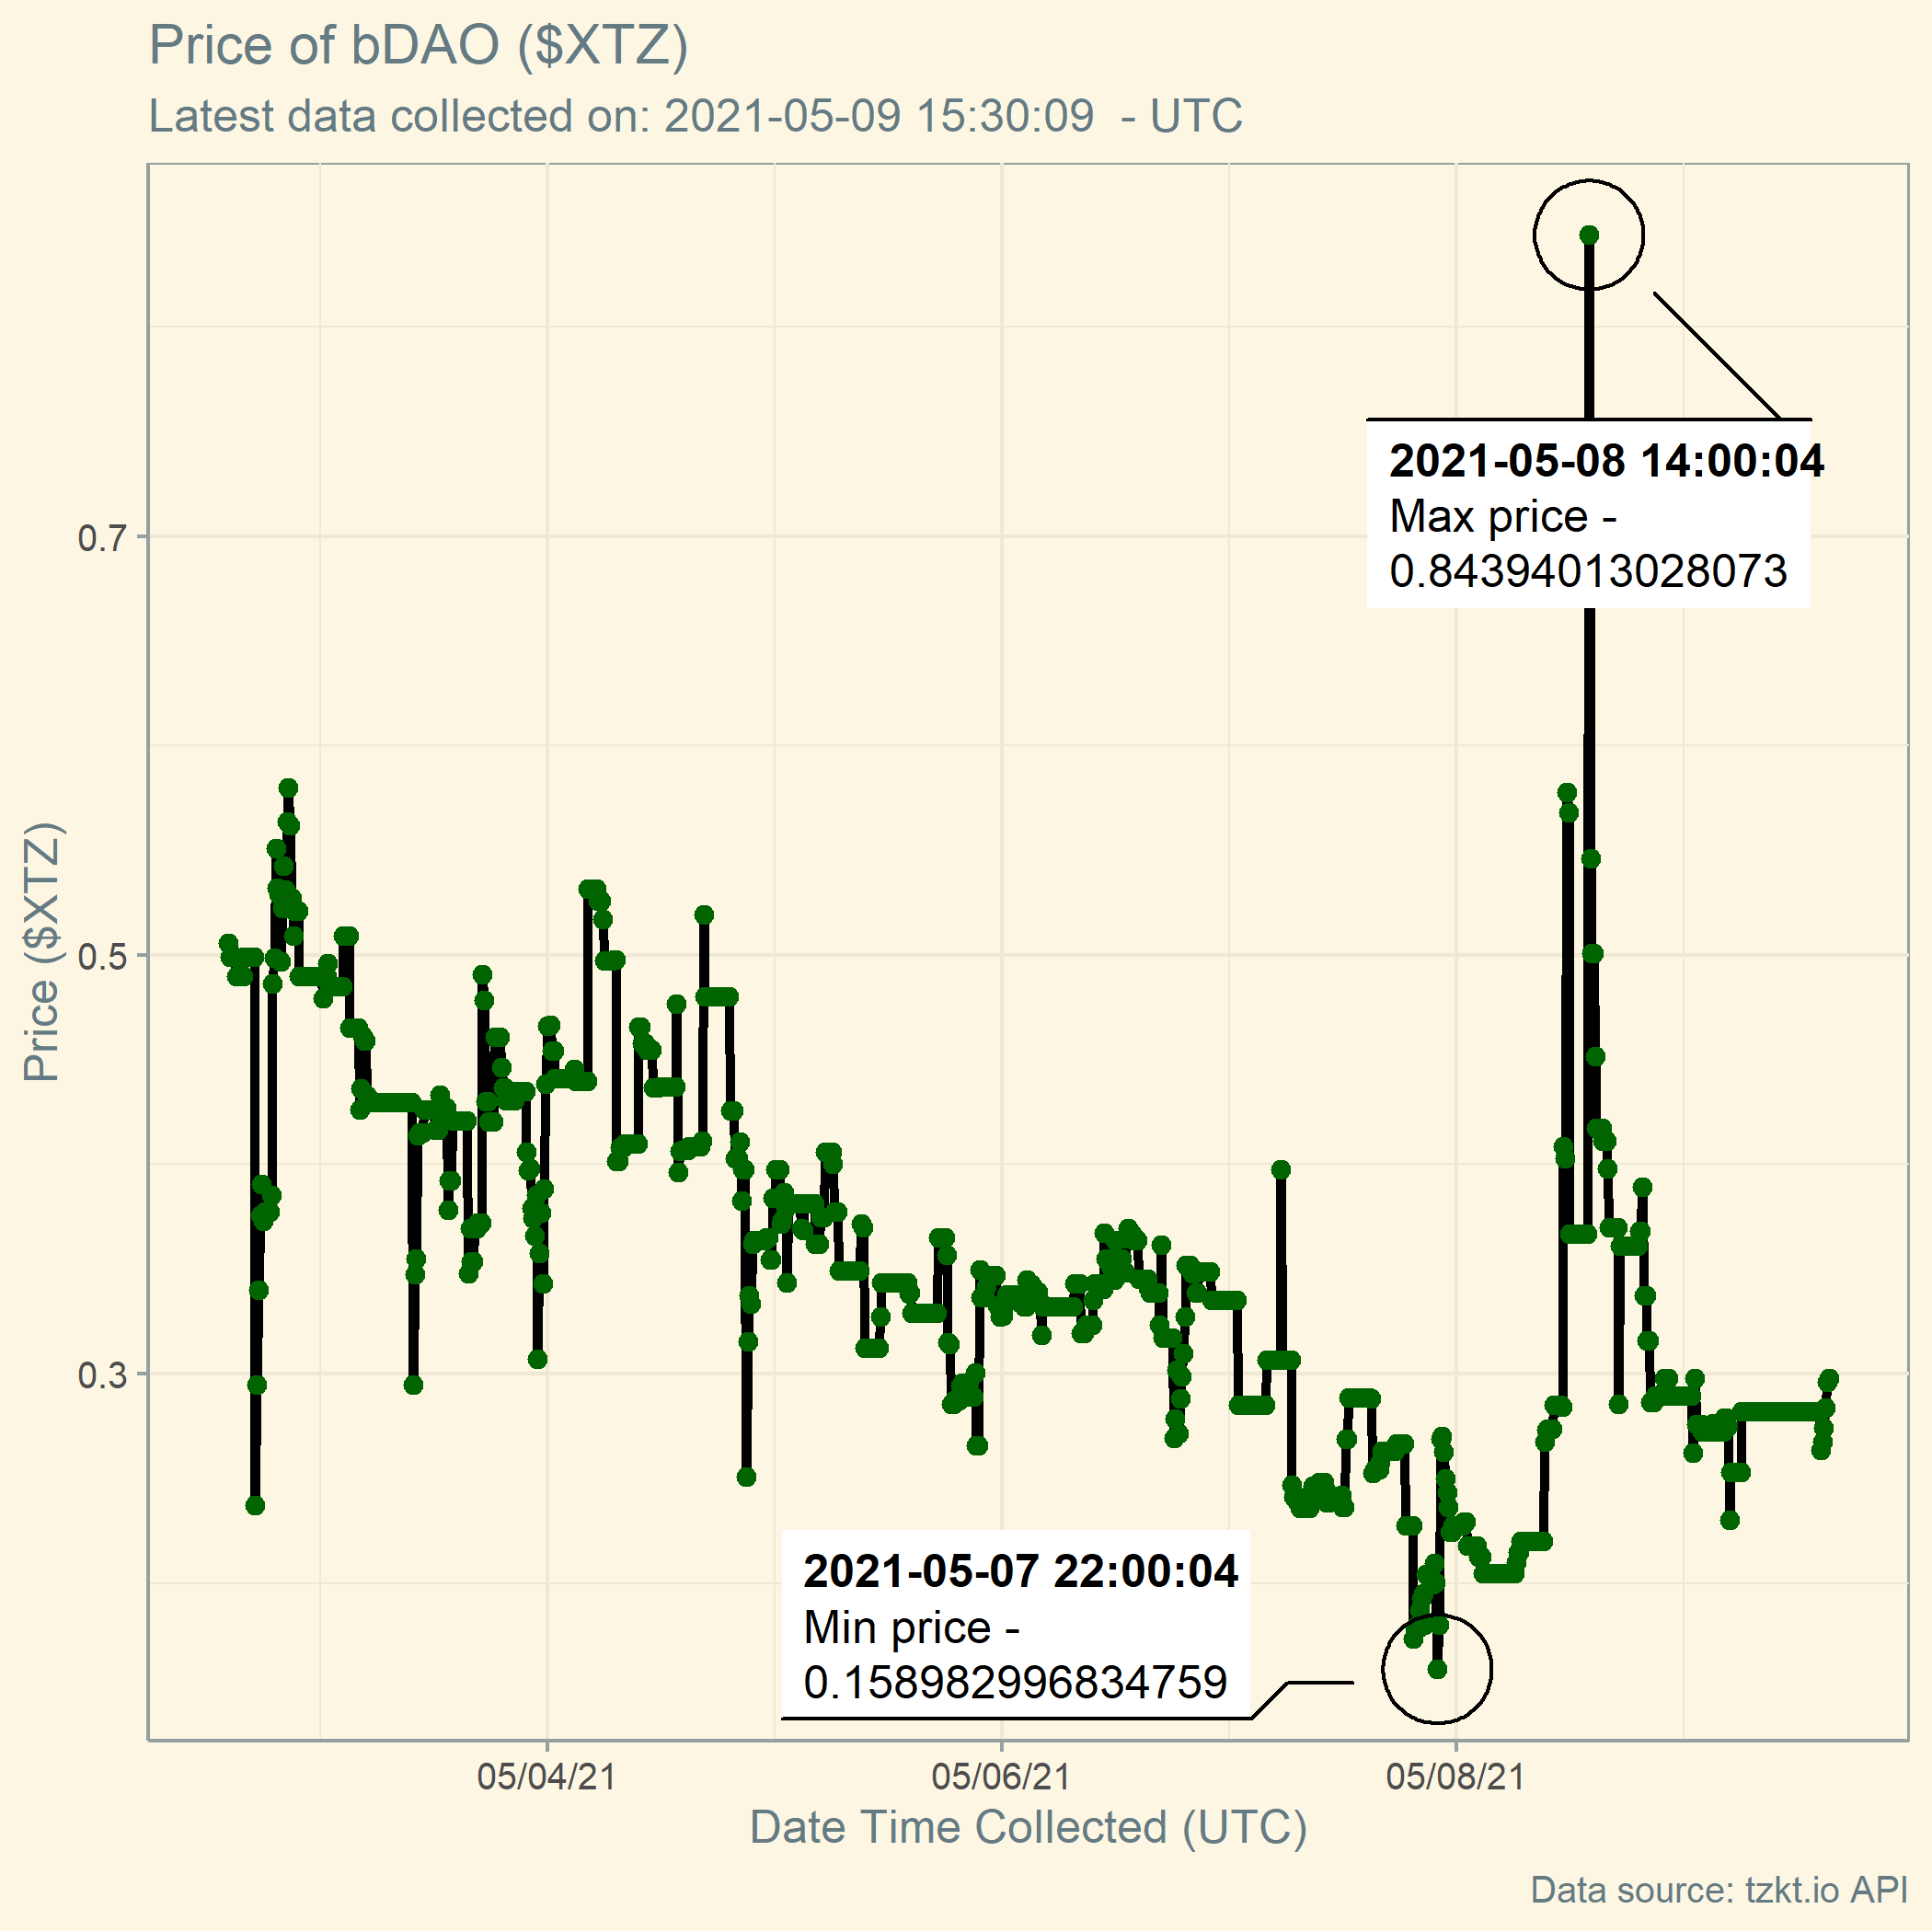 Price of bDAO ($XTZ)
Latest data collected on: 2021-05-09 15:30:09  - UTC
2021-05-08 14:00:04
Max price -
0.84394013028073
0.7
0.5
0.3
Price ($XTZ)
2021-05-07 22:00:04
Min price -
0.158982996834759
05/04/21
05/06/21
05/08/21
Date Time Collected (UTC)
Data source: tzkt.io API